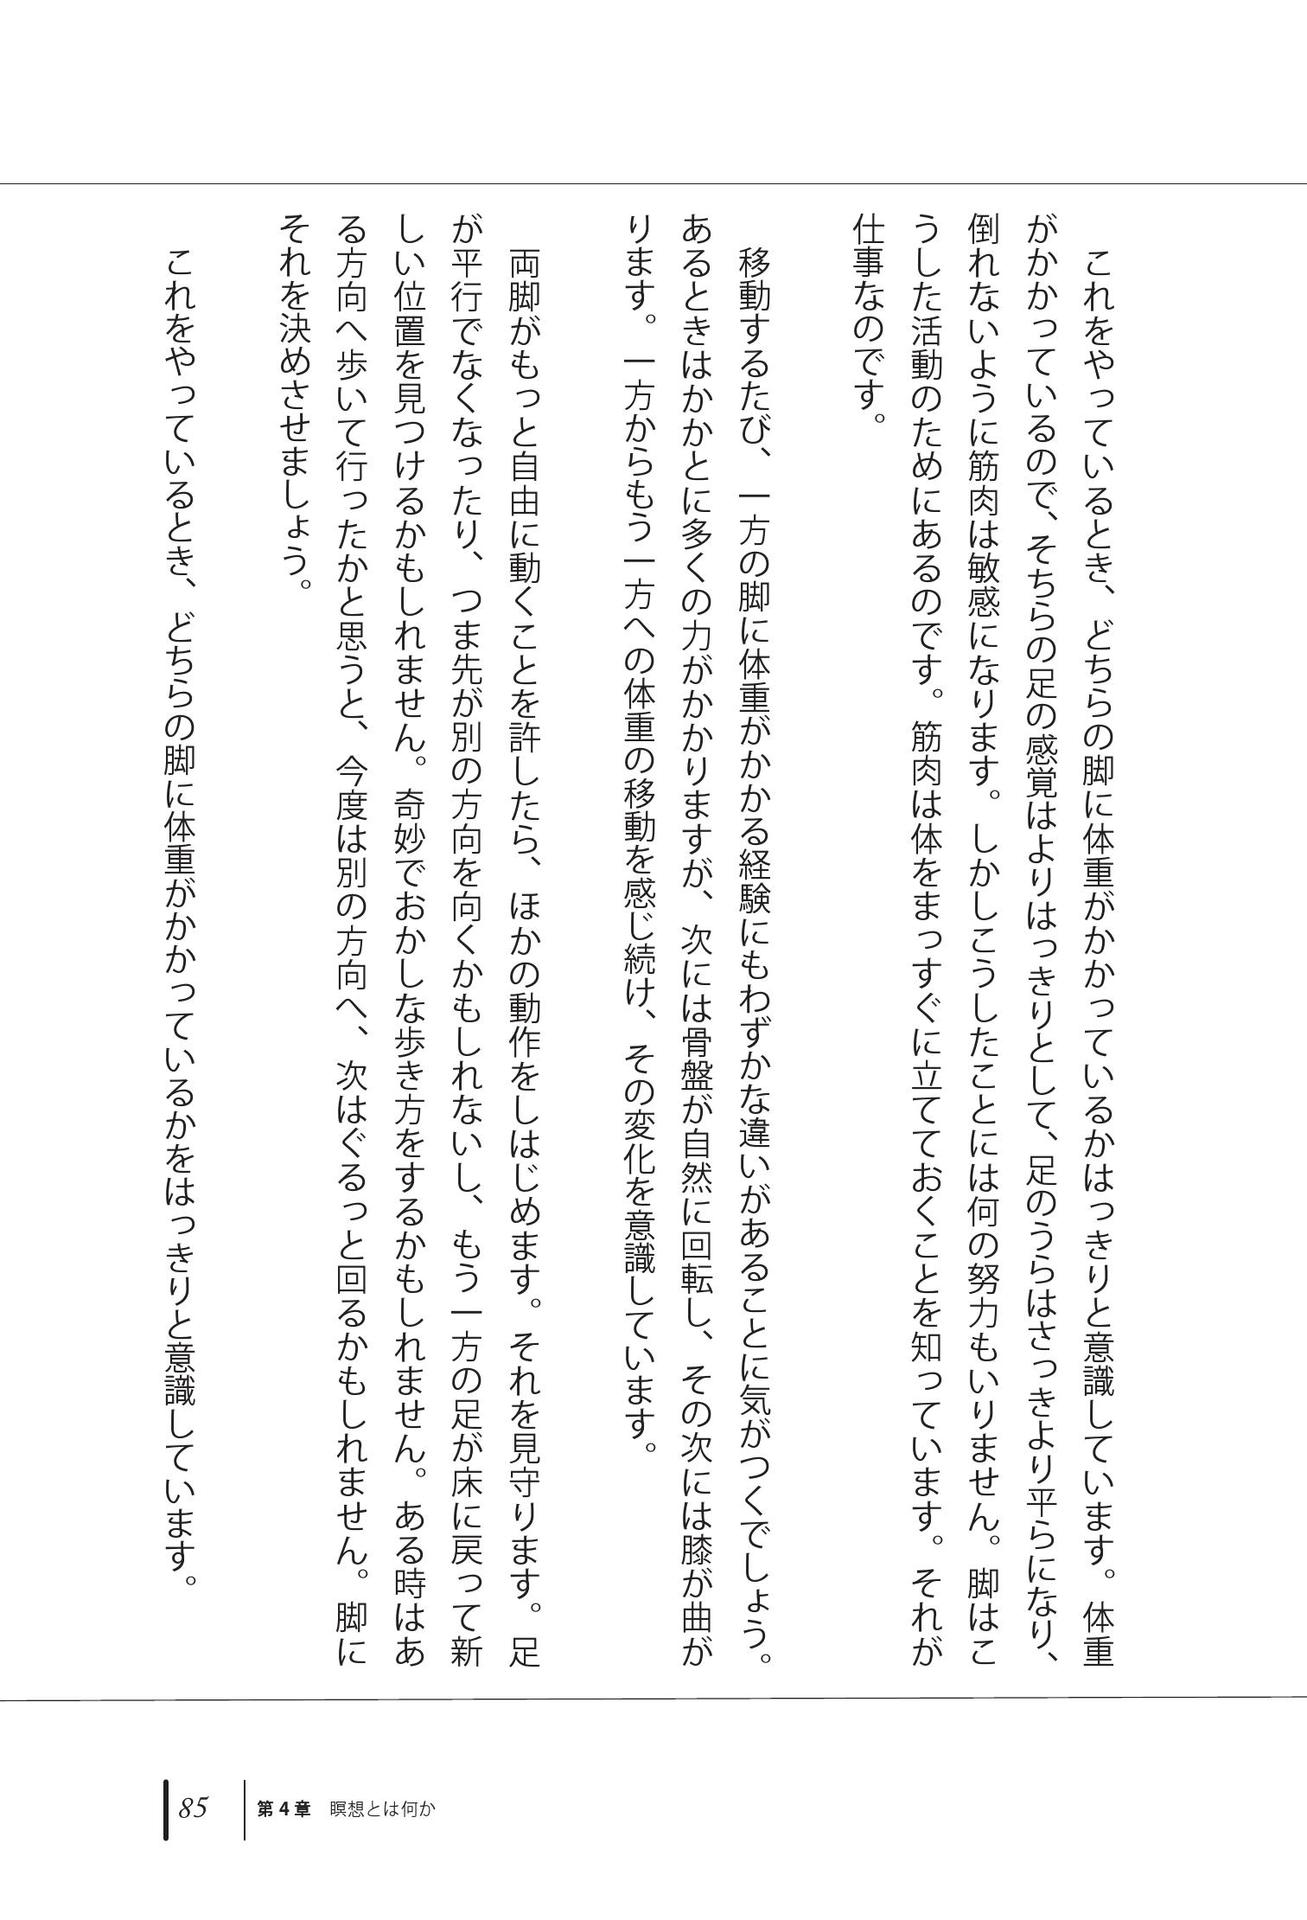 これをやっているとき、どちらの脚に体重がかかっているかはっきりと意識しています。体重
がかかっているので、そちらの足の感覚はよりはっきりとして、足のうらはさっきより平らになり、
倒れないように筋肉は敏感になります。しかしこうしたことには何の努力もいりません。脚はこ
うした活動のためにあるのです。筋肉は体をまっすぐに立てておくことを知っています。それが
仕事なのです。
移動するたび、一方の脚に体重がかかる経験にもわずかな違いがあることに気がつくでしょう。
あるときはかかとに多くの力がかかりますが、次には骨盤が自然に回転し、その次には膝が曲が
ります。一方からもう一方への体重の移動を感じ続け、その変化を意識しています。
両脚がもっと自由に動くことを許したら、ほかの動作をしはじめます。それを見守ります。足
が平行でなくなったり、つま先が別の方向を向くかもしれないし、もう一方の足が床に戻って新
しい位置を見つけるかもしれません。奇妙でおかしな歩き方をするかもしれません。ある時はあ
る方向へ歩いて行ったかと思うと、今度は別の方向へ、次はぐるっと回るかもしれません。脚に
それを決めさせましょう。
これをやっているとき、どちらの脚に体重がかかっているかをはっきりと意識しています。
85 第4章 瞑想とは何か